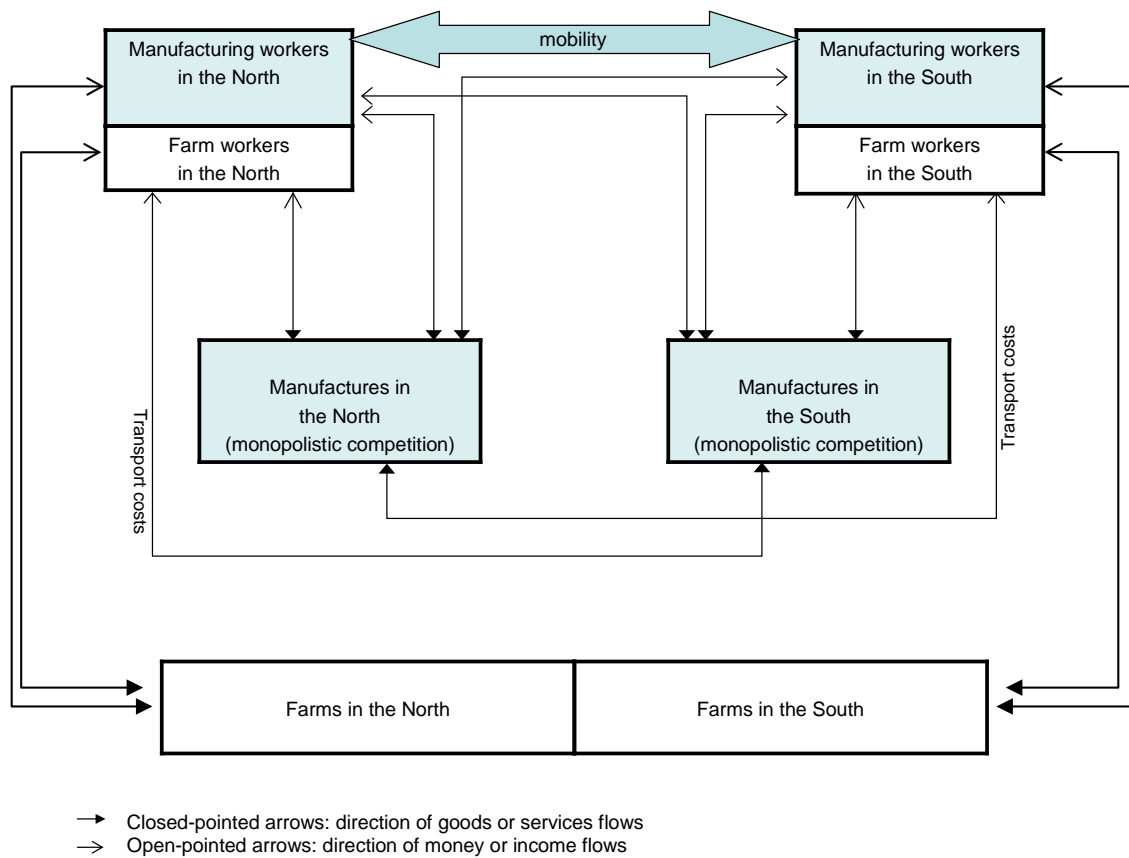 mobility
Manufacturing workers
in the North
Farm workers
in the North
Manufacturing workers
in the South
Farm workers
in the South
Manufactures in
the North
(monopolistic competition)
Manufactures in
the South
(monopolistic competition)
Transport costs
Transport costs
Farms in the North
Farms in the South
Closed-pointed arrows: direction of goods or services flows
Open-pointed arrows: direction of money or income flows